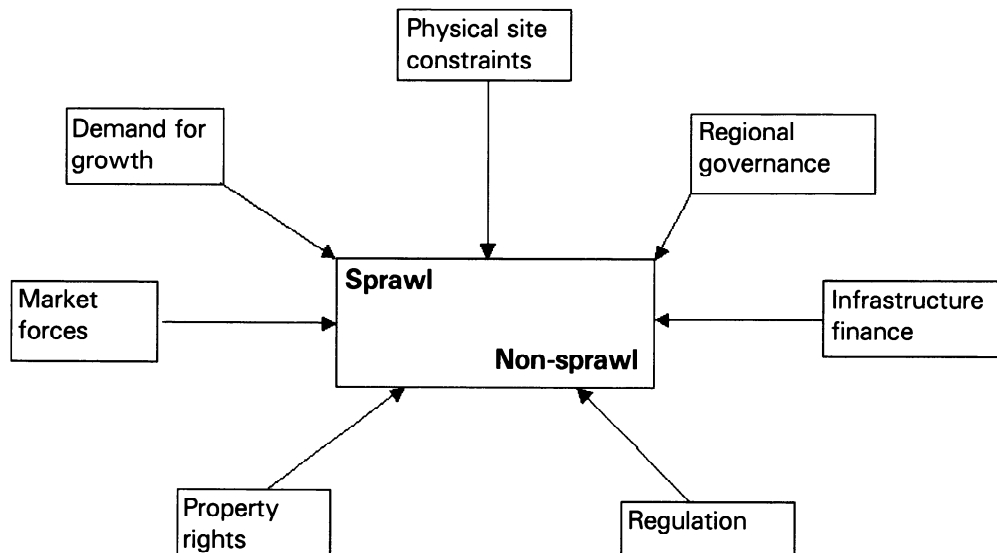 Physical site
constraints
Demand for
growth
Regional
governance
Sprawl
Non-sprawl
Market
forces
Infrastructure
finance
Property
rights
Regulation